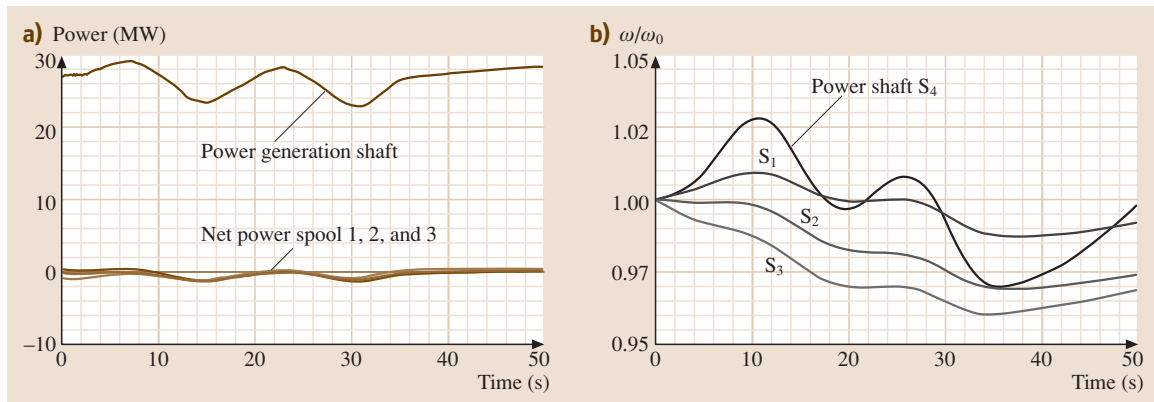 a) Power (MW)
30
20
10
0
–10
0 10 20 30 40 50
Time (s)
Power generation shaft
Net power spool 1, 2, and 3
b) ω/ω0
1.05
1.02
1.00
0.97
0.95
0 10 20 30 40 50
Time (s)
Power shaft S4
S1
S2
S3